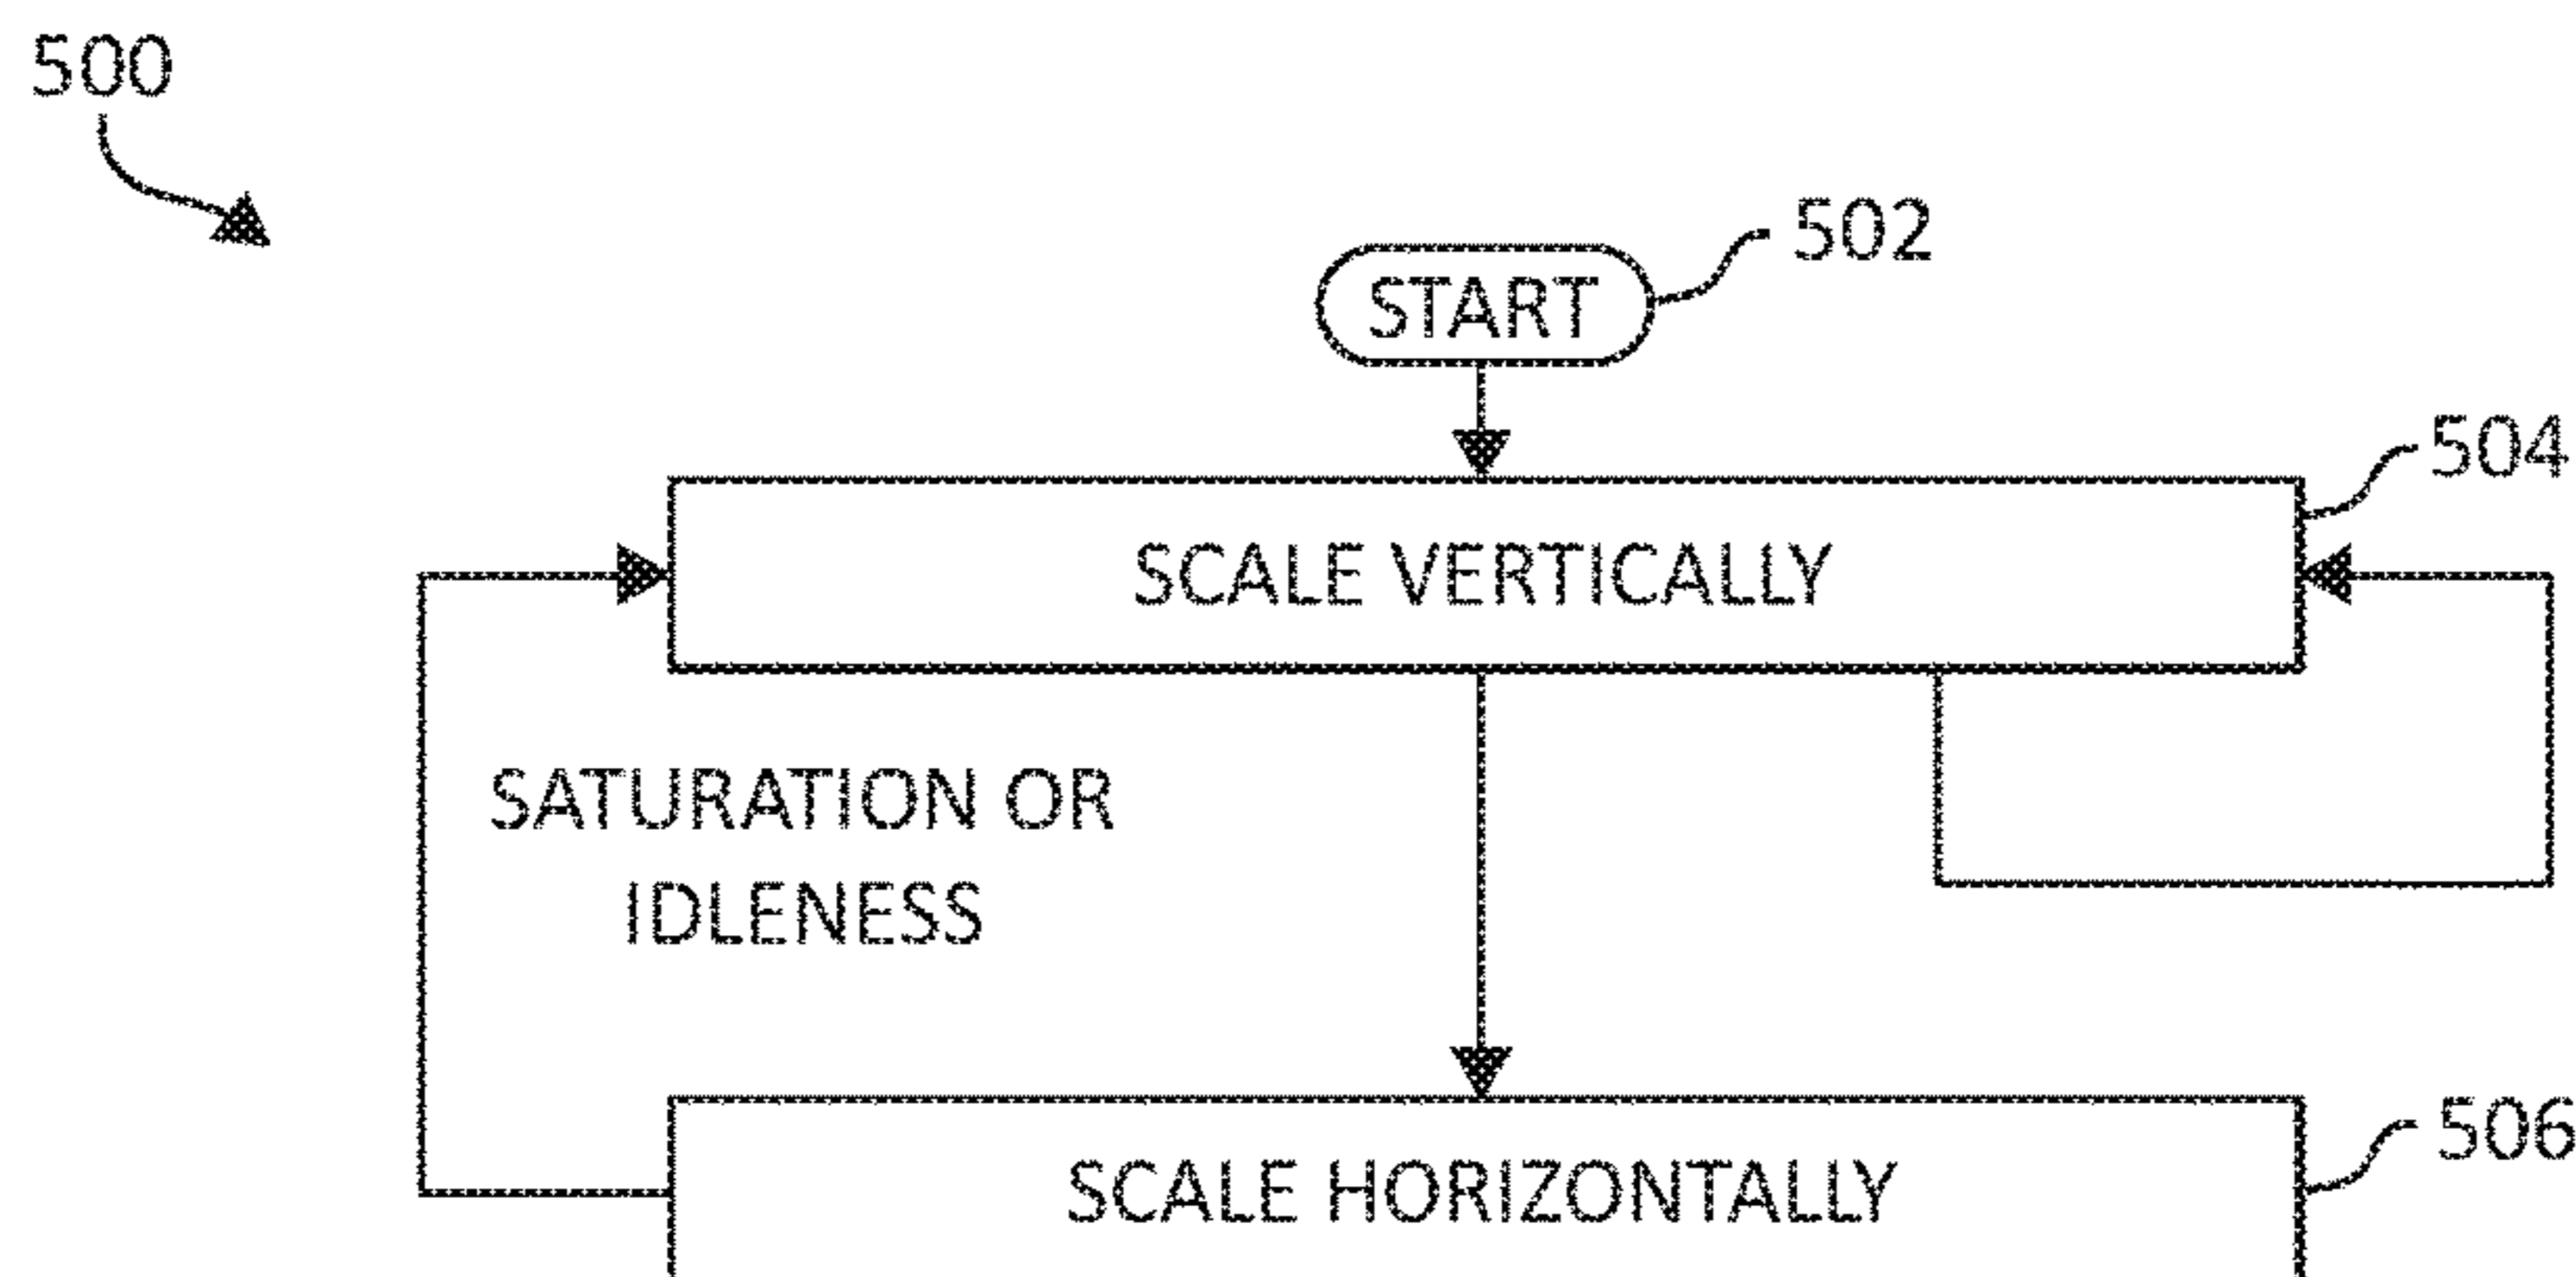 500
502
START
504
SCALE VERTICALLY
SATURATION OR
IDLENESS
506
SCALE HORIZONTALLY